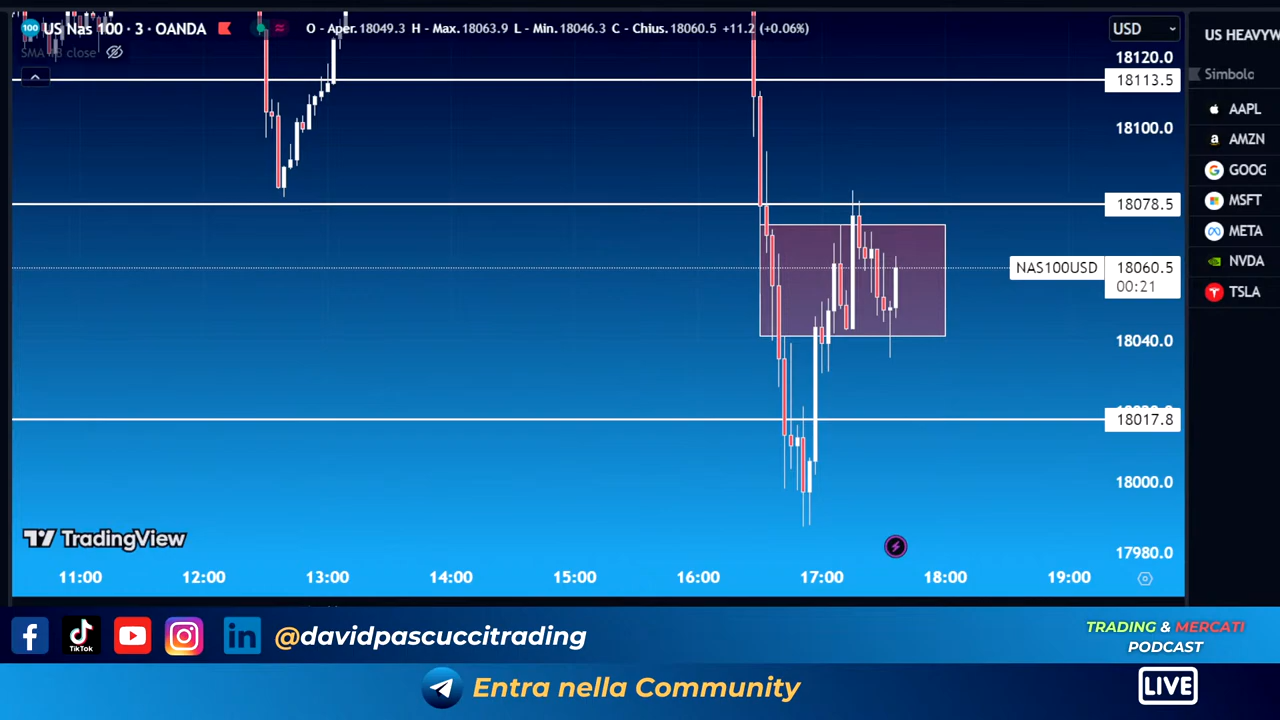 100 US Nas 100 · 3 · OANDA O - Aper. 18049.3 H - Max. 18063.9 L - Min. 18046.3 C - Chius. 18060.5 +11.2 (+0.06%)
USD
US HEAVYW
Simbolo
18120.0
18113.5
AAPL
18100.0
AMZN
GOOG
18078.5
MSFT
META
NAS100USD 18060.5
NVDA
00:21
TSLA
18040.0
18017.8
18000.0
TradingView
17980.0
11:00 12:00 13:00 14:00 15:00 16:00 17:00 18:00 19:00
TikTok
@davidpascuccitrading
TRADING & MERCATI
PODCAST
Entra nella Community
LIVE